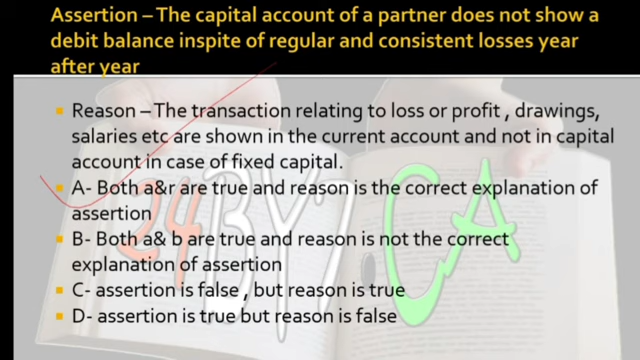 Assertion – The capital account of a partner does not show a
debit balance inspite of regular and consistent losses year
after year
Reason – The transaction relating to loss or profit , drawings,
salaries etc are shown in the current account and not in capital
account in case of fixed capital.
A- Both a&r are true and reason is the correct explanation of
assertion
B- Both a& b are true and reason is not the correct
explanation of assertion
C- assertion is false , but reason is true
D- assertion is true but reason is false
24BY7 CA